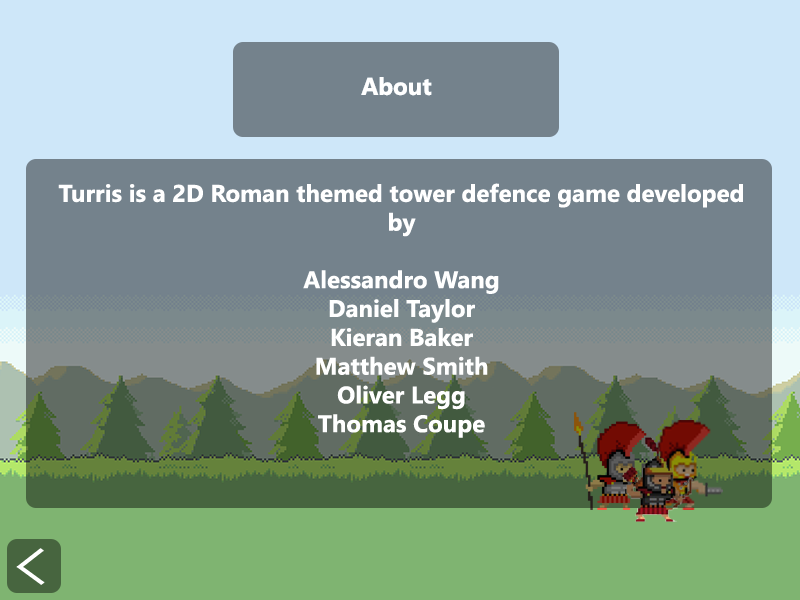 About
Turris is a 2D Roman themed tower defence game developed
by
Alessandro Wang
Daniel Taylor
Kieran Baker
Matthew Smith
Oliver Legg
Thomas Coupe